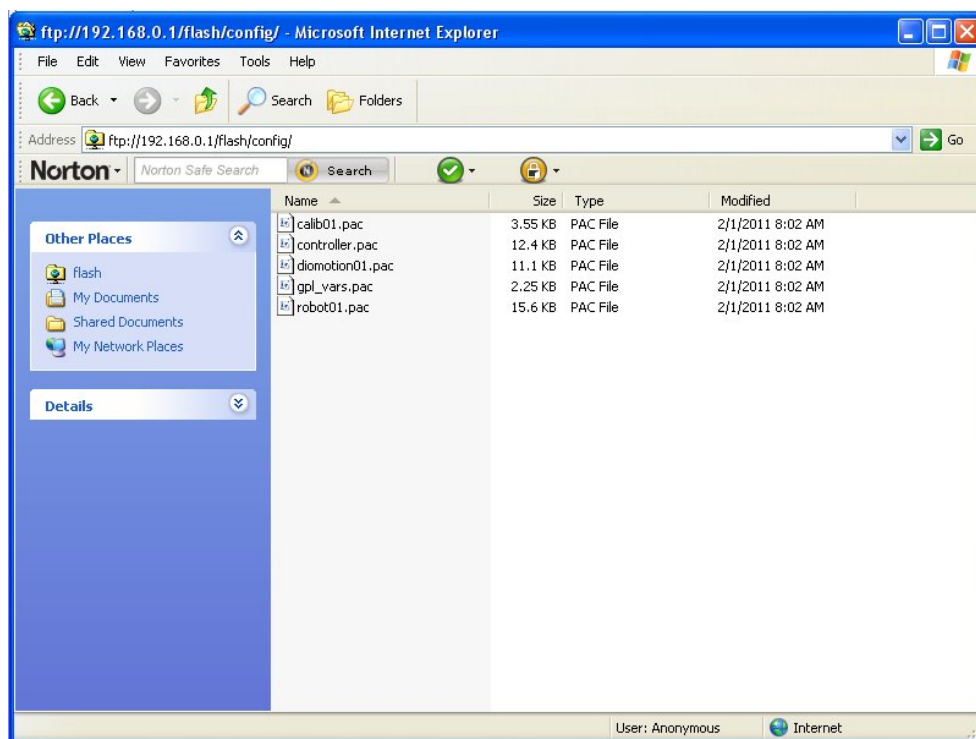 ftp://192.168.0.1/flash/config/ - Microsoft Internet Explorer
File Edit View Favorites Tools Help
Back Search Folders
Address ftp://192.168.0.1/flash/config/ Go
Norton Norton Safe Search Search
Name Size Type Modified
calib01.pac 3.55 KB PAC File 2/1/2011 8:02 AM
controller.pac 12.4 KB PAC File 2/1/2011 8:02 AM
diomotion01.pac 11.1 KB PAC File 2/1/2011 8:02 AM
gpl_vars.pac 2.25 KB PAC File 2/1/2011 8:02 AM
robot01.pac 15.6 KB PAC File 2/1/2011 8:02 AM
Other Places
flash
My Documents
Shared Documents
My Network Places
Details
User: Anonymous Internet